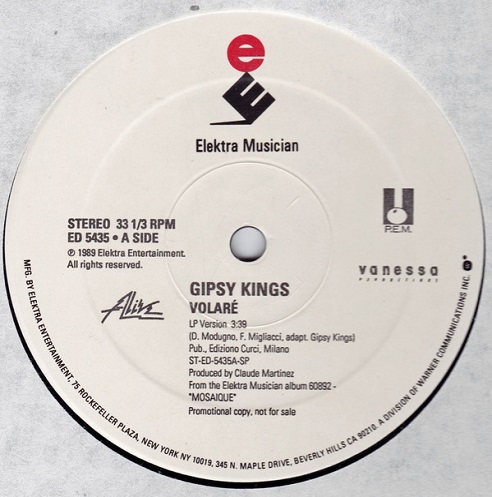 e
Elektra Musician
STEREO 33 1/3 RPM
ED 5435 • A SIDE
℗ 1989 Elektra Entertainment.
All rights reserved.
P.E.M.
vanessa
PRODUCTIONS
Alive
GIPSY KINGS
VOLARÉ
LP Version 3:39
(D. Modugno, F. Migliacci, adapt. Gipsy Kings)
Pub., Ediziono Curci, Milano
ST-ED-5435A-SP
Produced by Claude Martinez
From the Elektra Musician album 60892 -
"MOSAIQUE"
Promotional copy, not for sale
MFG. BY ELEKTRA ENTERTAINMENT, 75 ROCKEFELLER PLAZA, NEW YORK NY 10019, 345 N. MAPLE DRIVE, BEVERLY HILLS CA 90210. A DIVISION OF WARNER COMMUNICATIONS INC.